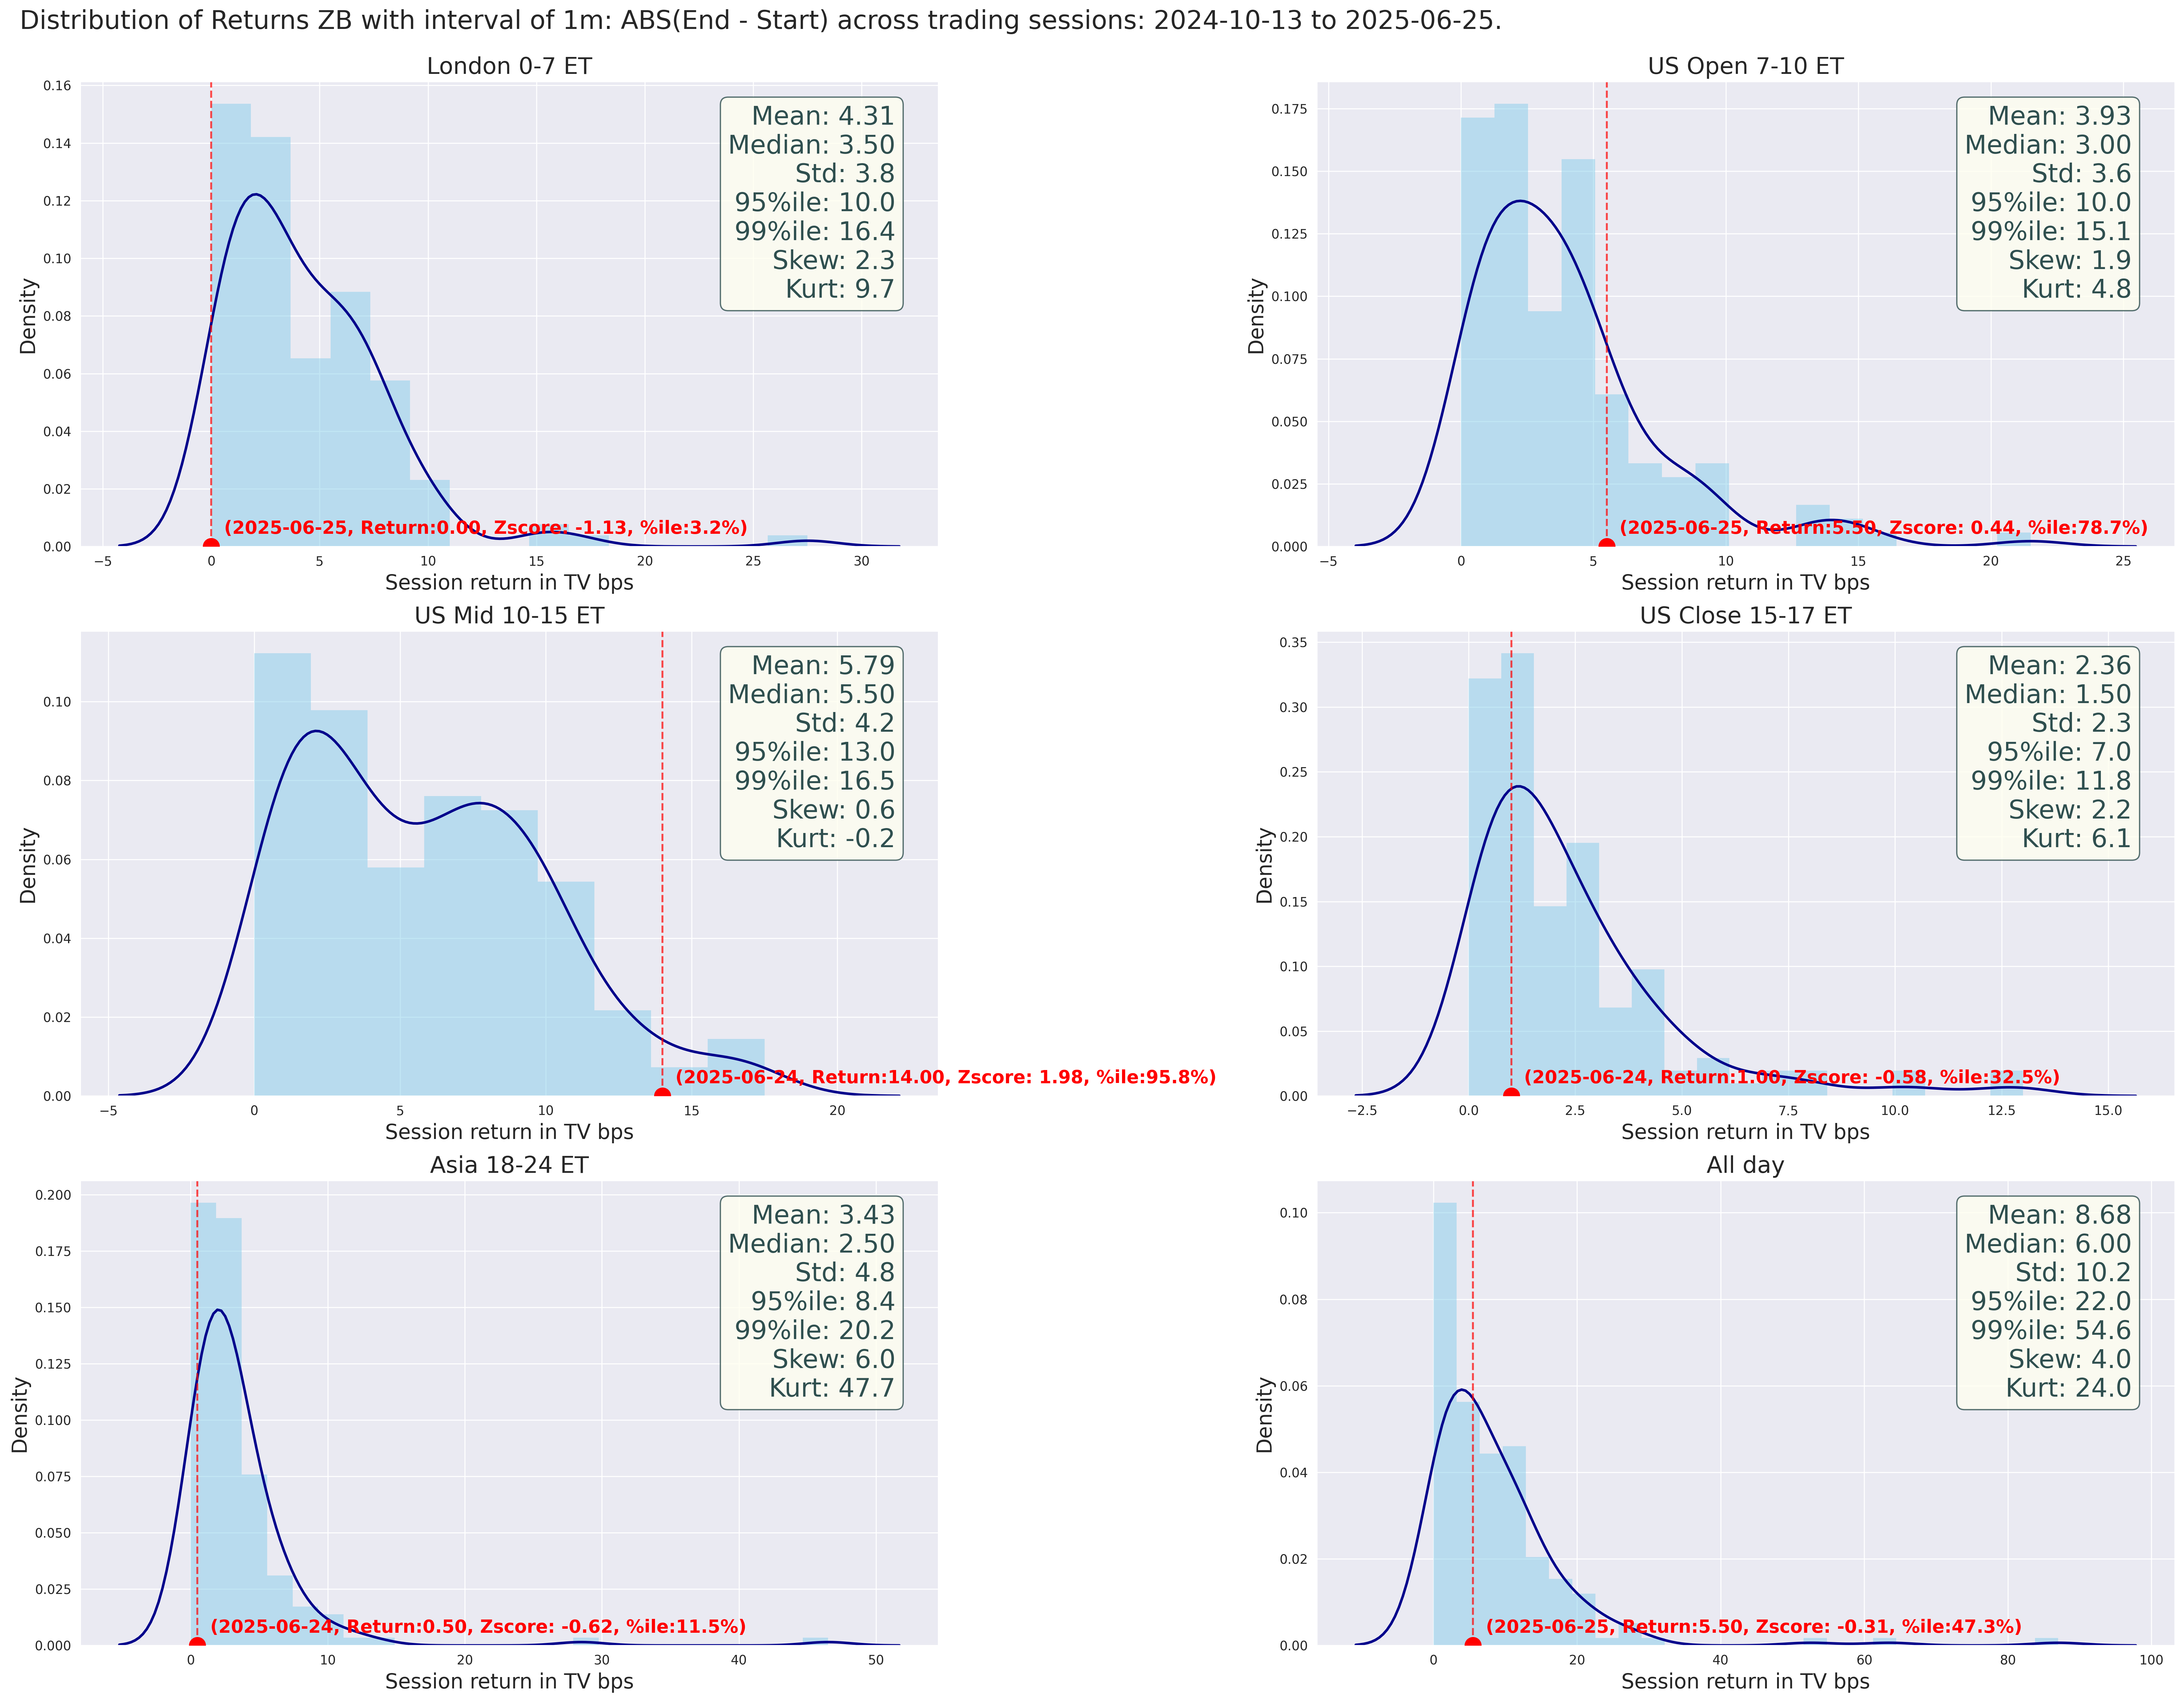 Distribution of Returns ZB with interval of 1m: ABS(End - Start) across trading sessions: 2024-10-13 to 2025-06-25.
London 0-7 ET
0.16
0.14
0.12
0.10
0.08
0.06
0.04
0.02
0.00
Density
Mean: 4.31
Median: 3.50
Std: 3.8
95%ile: 10.0
99%ile: 16.4
Skew: 2.3
Kurt: 9.7
(2025-06-25, Return:0.00, Zscore: -1.13, %ile:3.2%)
−5 0 5 10 15 20 25 30
Session return in TV bps
US Open 7-10 ET
0.175
0.150
0.125
0.100
0.075
0.050
0.025
0.000
Density
Mean: 3.93
Median: 3.00
Std: 3.6
95%ile: 10.0
99%ile: 15.1
Skew: 1.9
Kurt: 4.8
(2025-06-25, Return:5.50, Zscore: 0.44, %ile:78.7%)
−5 0 5 10 15 20 25
Session return in TV bps
US Mid 10-15 ET
0.10
0.08
0.06
0.04
0.02
0.00
Density
Mean: 5.79
Median: 5.50
Std: 4.2
95%ile: 13.0
99%ile: 16.5
Skew: 0.6
Kurt: -0.2
(2025-06-24, Return:14.00, Zscore: 1.98, %ile:95.8%)
−5 0 5 10 15 20
Session return in TV bps
US Close 15-17 ET
0.35
0.30
0.25
0.20
0.15
0.10
0.05
0.00
Density
Mean: 2.36
Median: 1.50
Std: 2.3
95%ile: 7.0
99%ile: 11.8
Skew: 2.2
Kurt: 6.1
(2025-06-24, Return:1.00, Zscore: -0.58, %ile:32.5%)
−2.5 0.0 2.5 5.0 7.5 10.0 12.5 15.0
Session return in TV bps
Asia 18-24 ET
0.200
0.175
0.150
0.125
0.100
0.075
0.050
0.025
0.000
Density
Mean: 3.43
Median: 2.50
Std: 4.8
95%ile: 8.4
99%ile: 20.2
Skew: 6.0
Kurt: 47.7
(2025-06-24, Return:0.50, Zscore: -0.62, %ile:11.5%)
0 10 20 30 40 50
Session return in TV bps
All day
0.10
0.08
0.06
0.04
0.02
0.00
Density
Mean: 8.68
Median: 6.00
Std: 10.2
95%ile: 22.0
99%ile: 54.6
Skew: 4.0
Kurt: 24.0
(2025-06-25, Return:5.50, Zscore: -0.31, %ile:47.3%)
0 20 40 60 80 100
Session return in TV bps